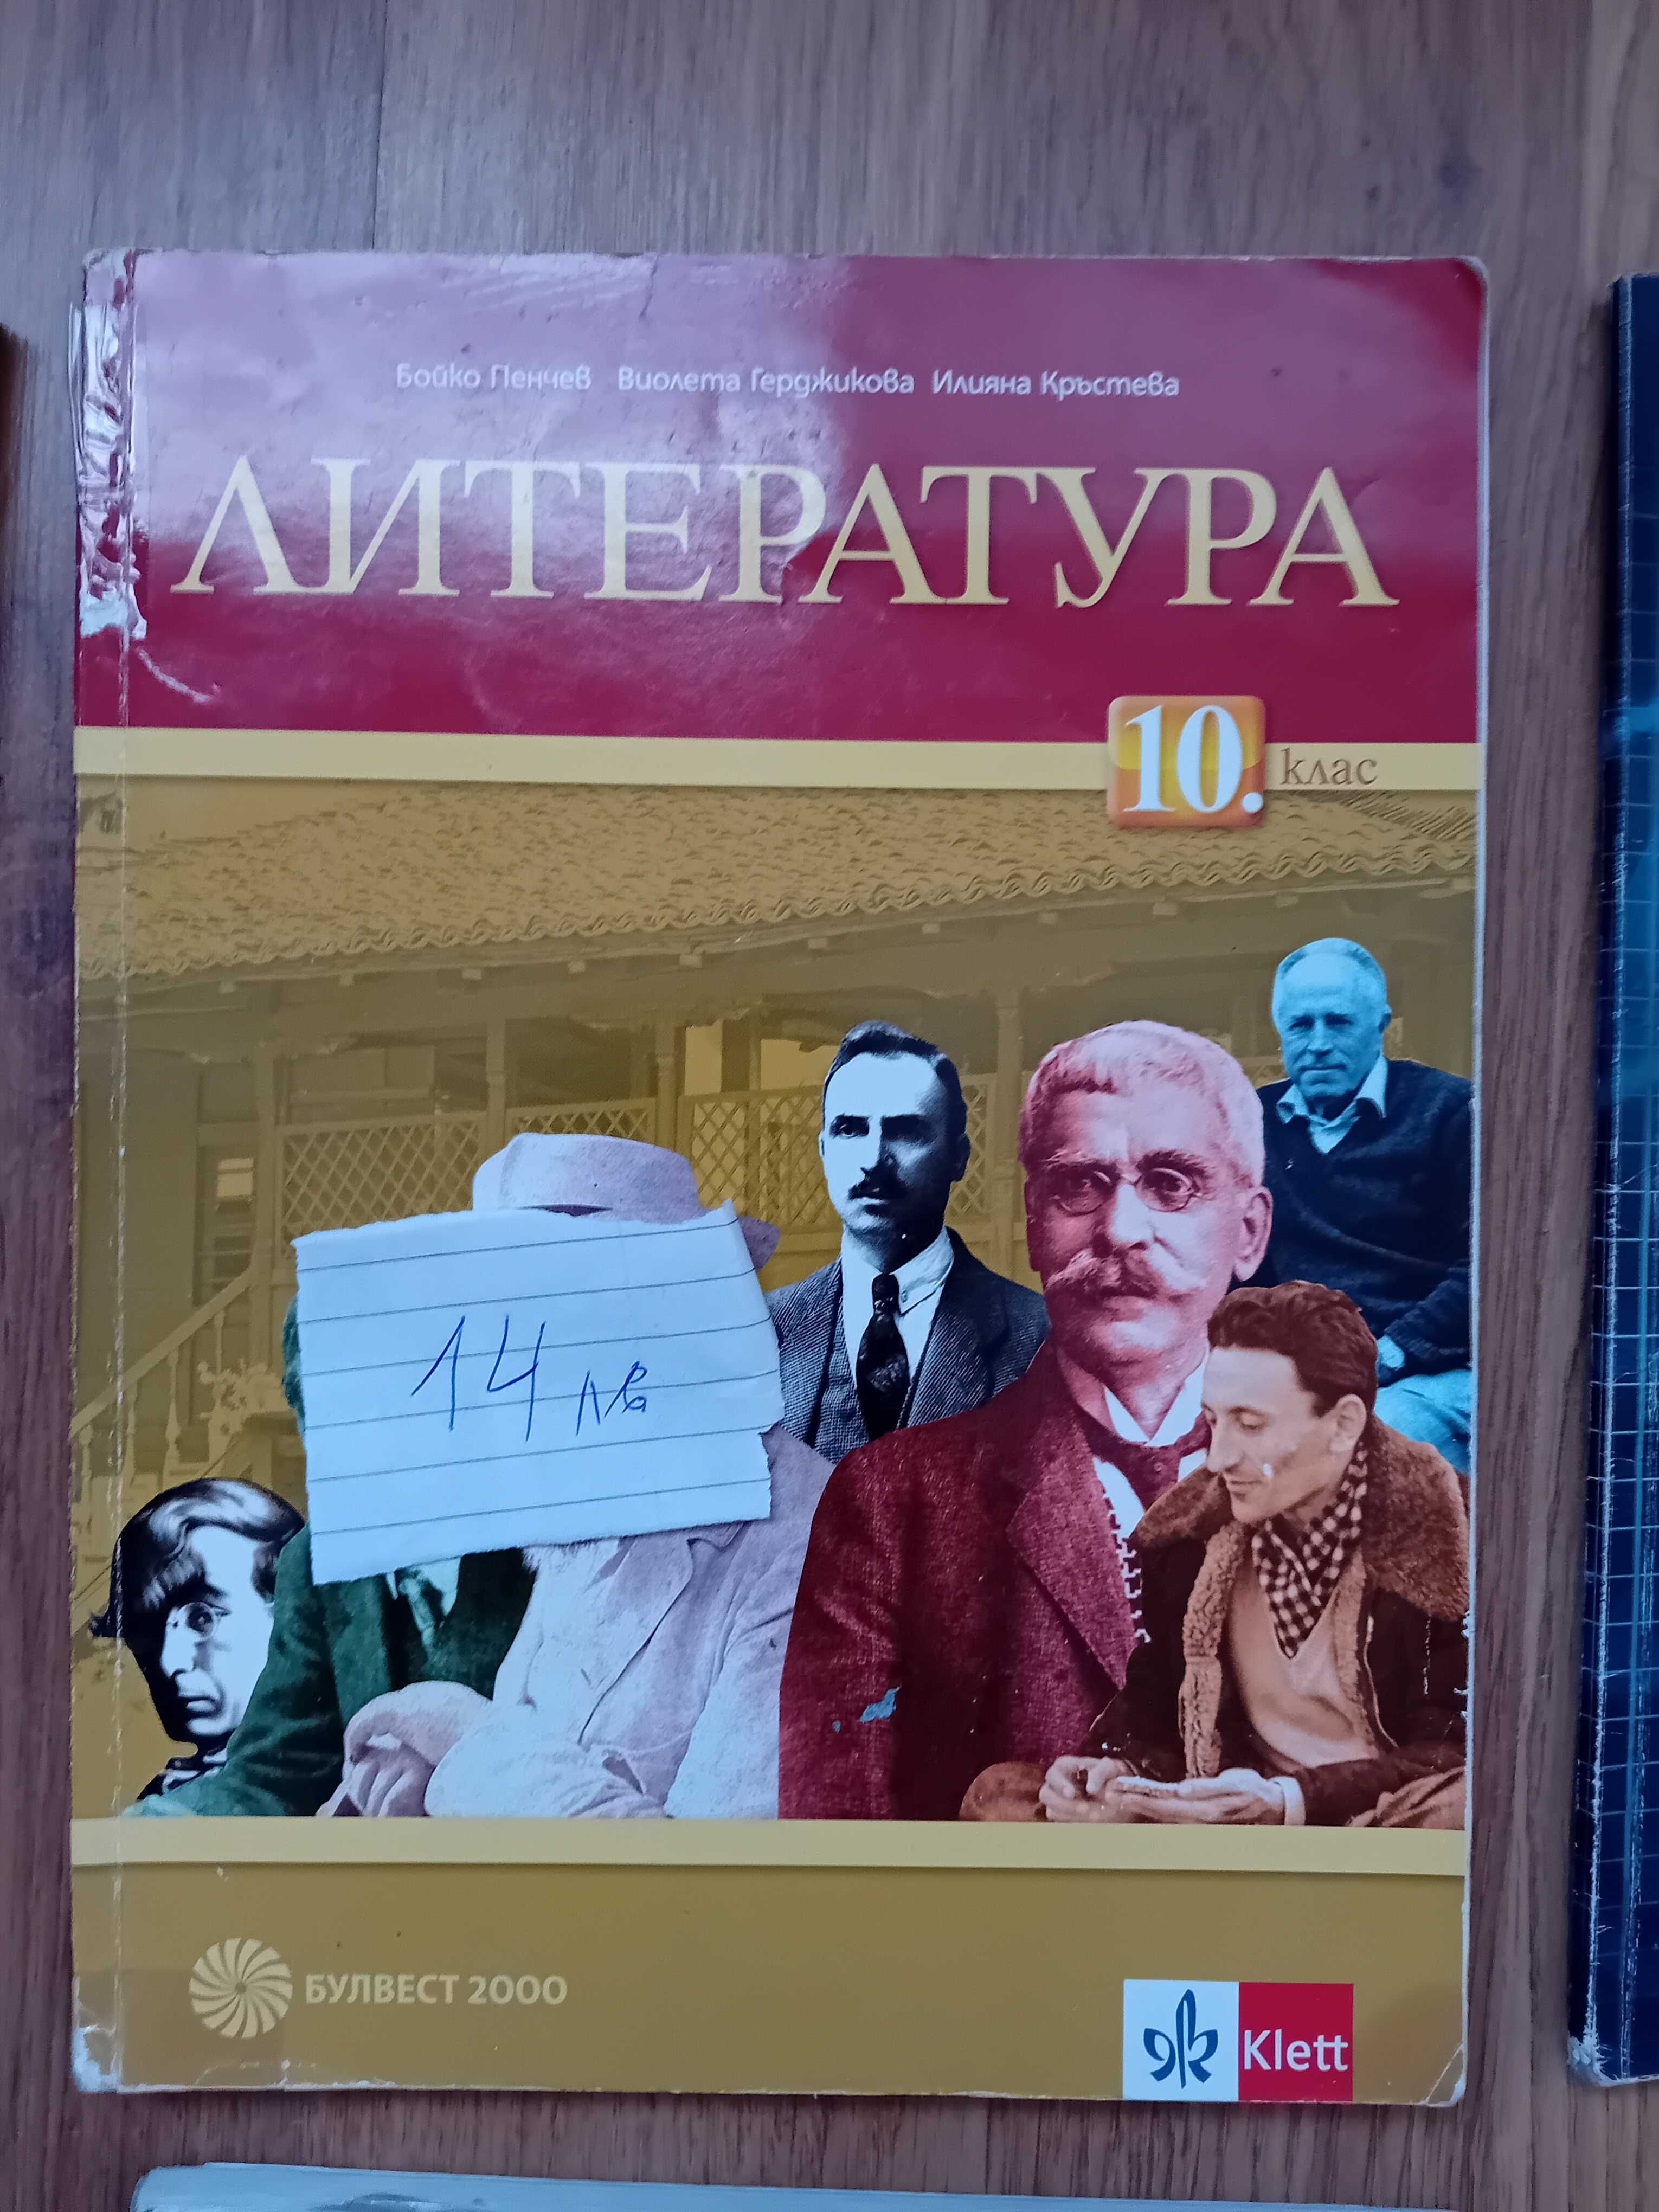 Бойко Пенчев Виолета Герджикова Илияна Кръстева
ЛИТЕРАТУРА
10. клас
14 лв
БУЛВЕСТ 2000
Klett